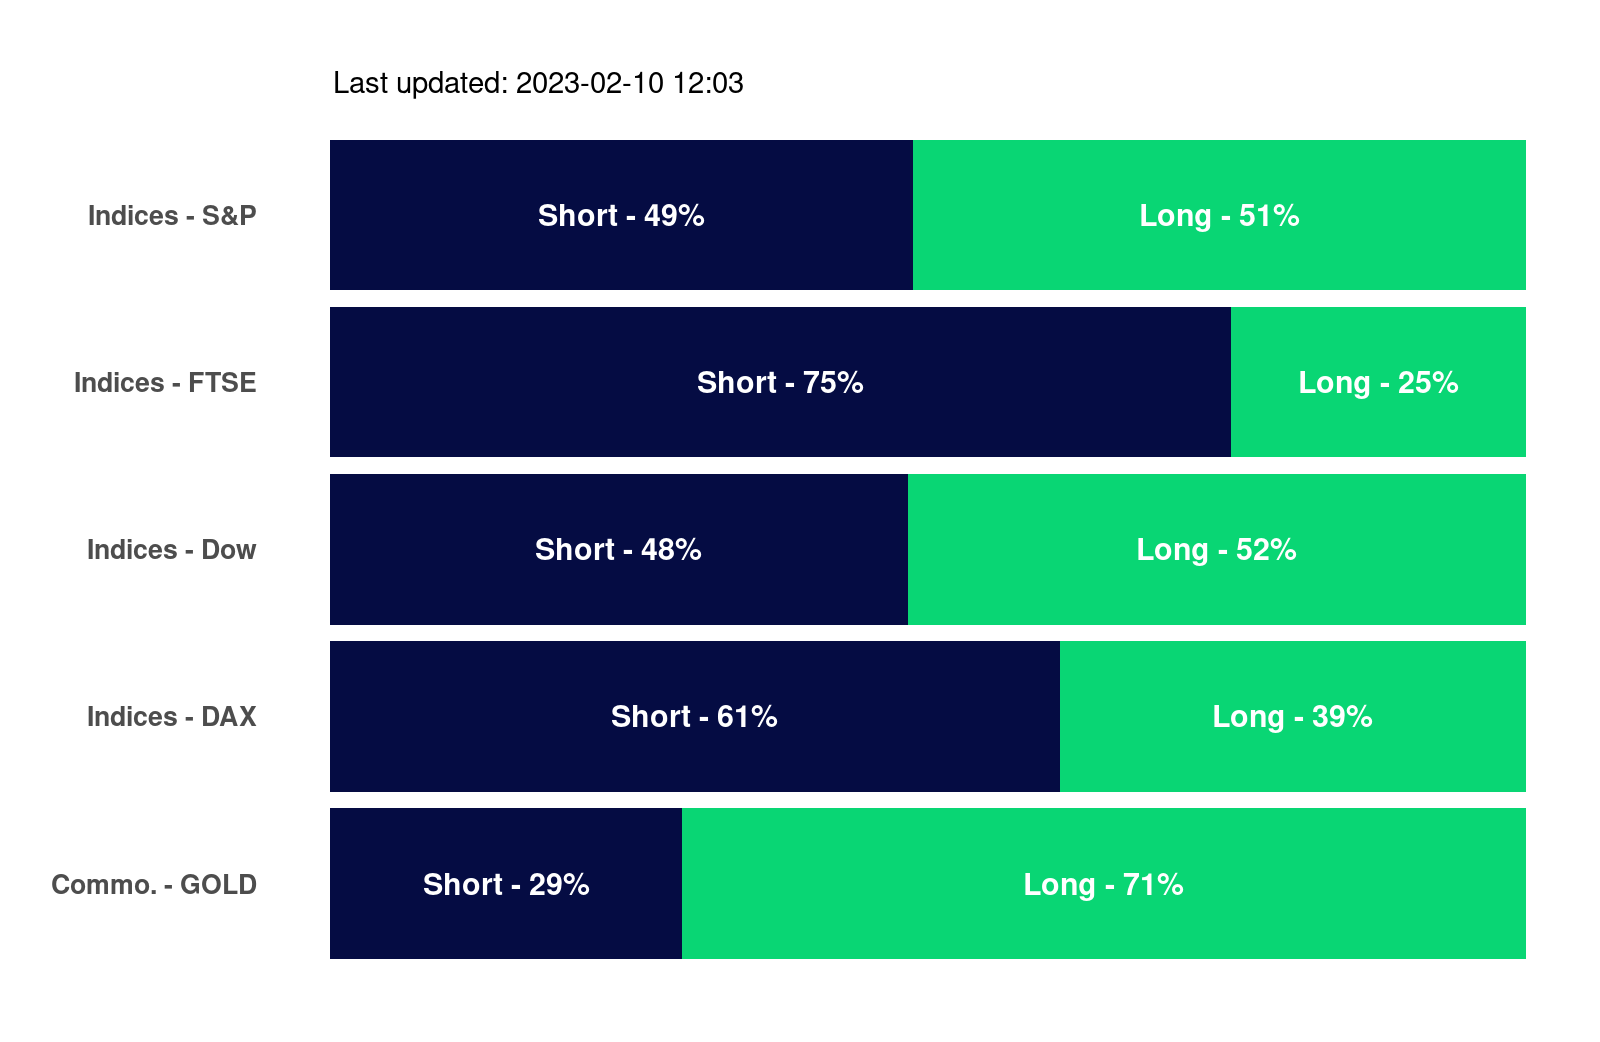 Last updated: 2023-02-10 12:03
Indices - S&P Short - 49% Long - 51%
Indices - FTSE Short - 75% Long - 25%
Indices - Dow Short - 48% Long - 52%
Indices - DAX Short - 61% Long - 39%
Commo. - GOLD Short - 29% Long - 71%